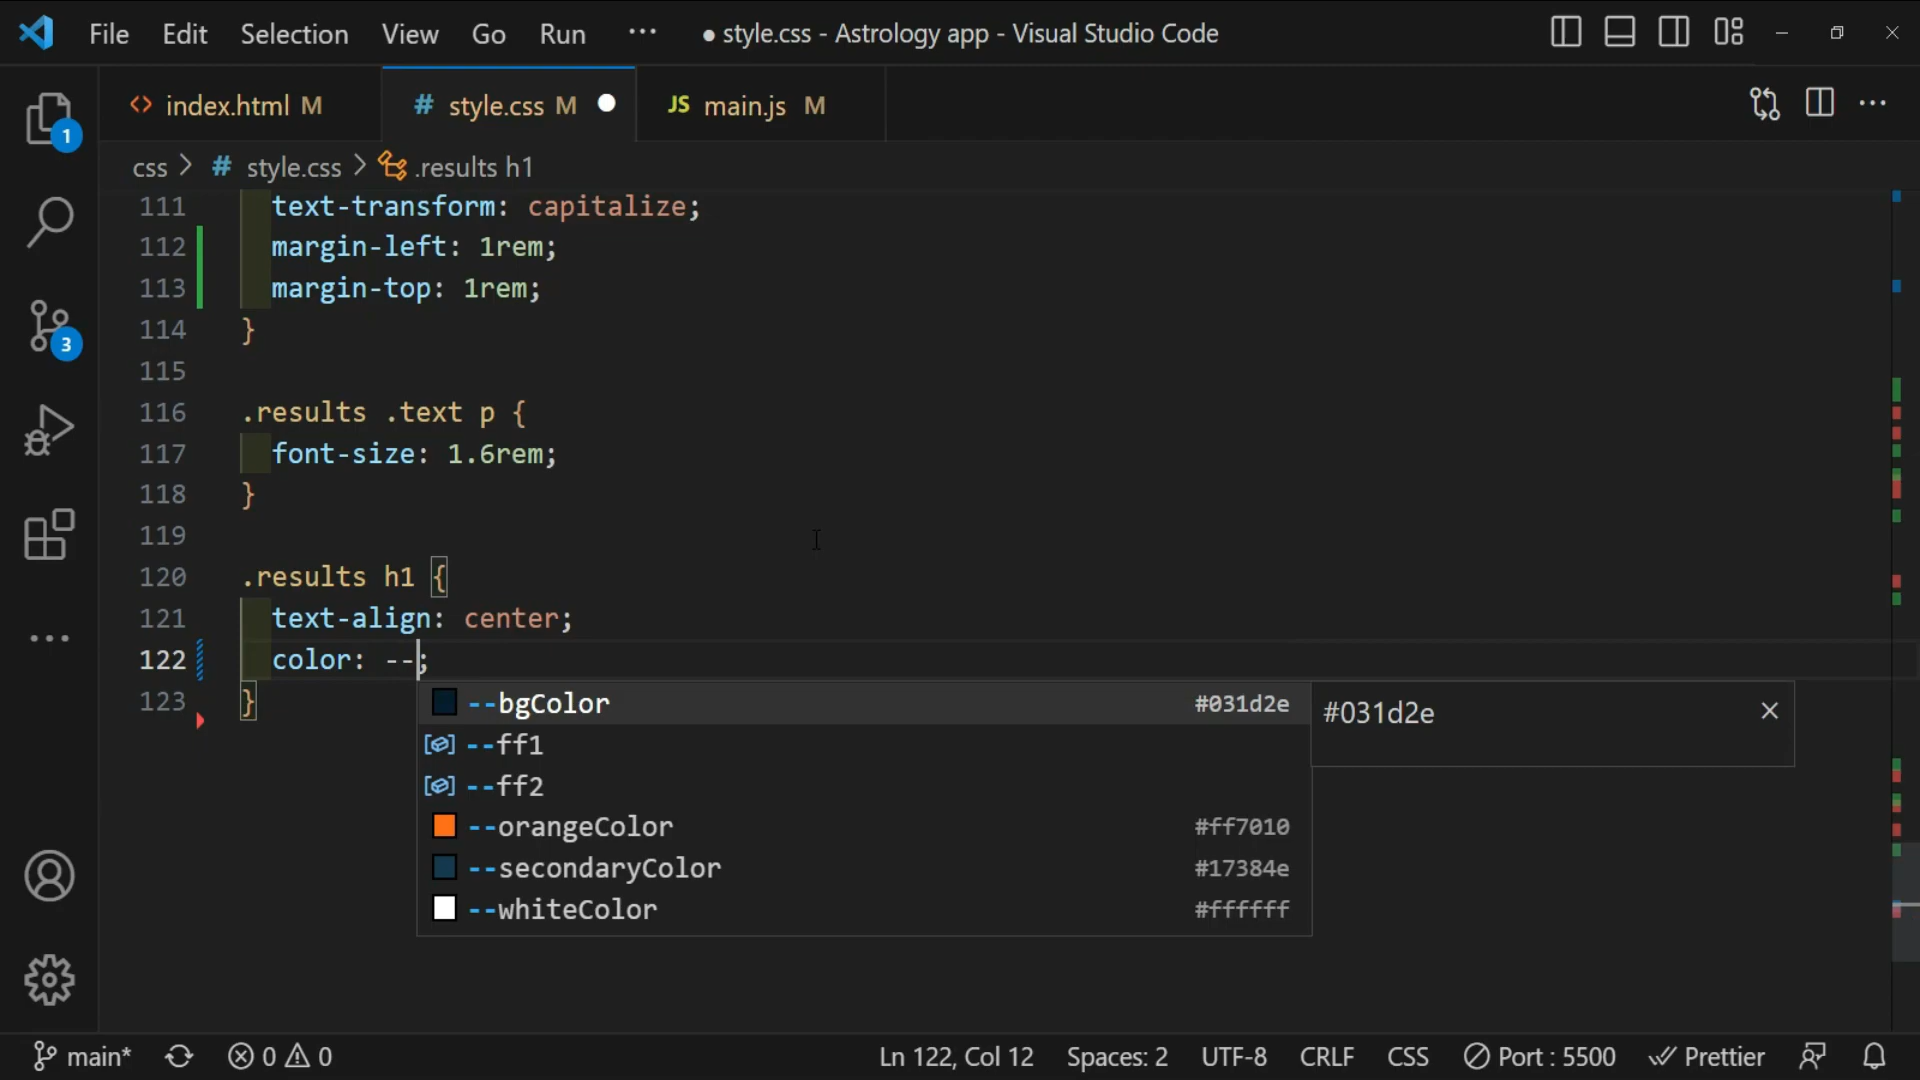 File Edit Selection View Go Run ··· ● style.css - Astrology app - Visual Studio Code
<> index.html M # style.css M ● JS main.js M
css > # style.css > .results h1
111 text-transform: capitalize;
112 margin-left: 1rem;
113 margin-top: 1rem;
114 }
115
116 .results .text p {
117 font-size: 1.6rem;
118 }
119
120 .results h1 {
121 text-align: center;
122 color: --;
123 }
--bgColor #031d2e #031d2e
--ff1
--ff2
--orangeColor #ff7010
--secondaryColor #17384e
--whiteColor #ffffff
1
3
main* 0 0 Ln 122, Col 12 Spaces: 2 UTF-8 CRLF CSS Port : 5500 Prettier